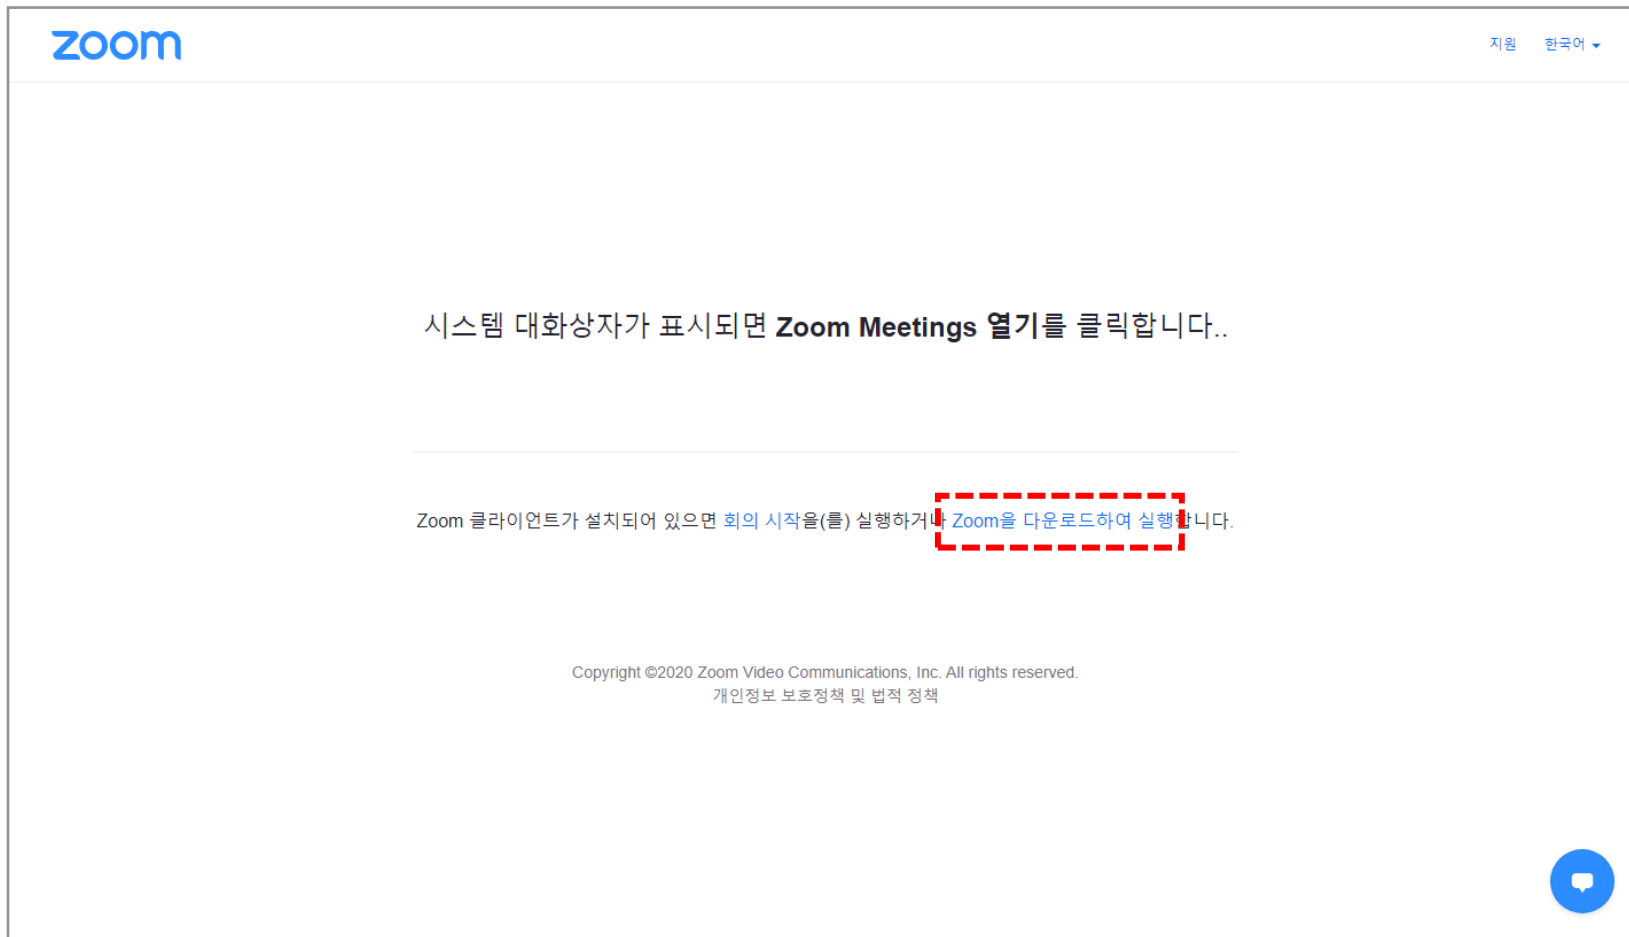 zoom
지원 한국어
시스템 대화상자가 표시되면 Zoom Meetings 열기를 클릭합니다..
Zoom 클라이언트가 설치되어 있으면 회의 시작을(를) 실행하거나 Zoom을 다운로드하여 실행합니다.
Copyright ©2020 Zoom Video Communications, Inc. All rights reserved.
개인정보 보호정책 및 법적 정책